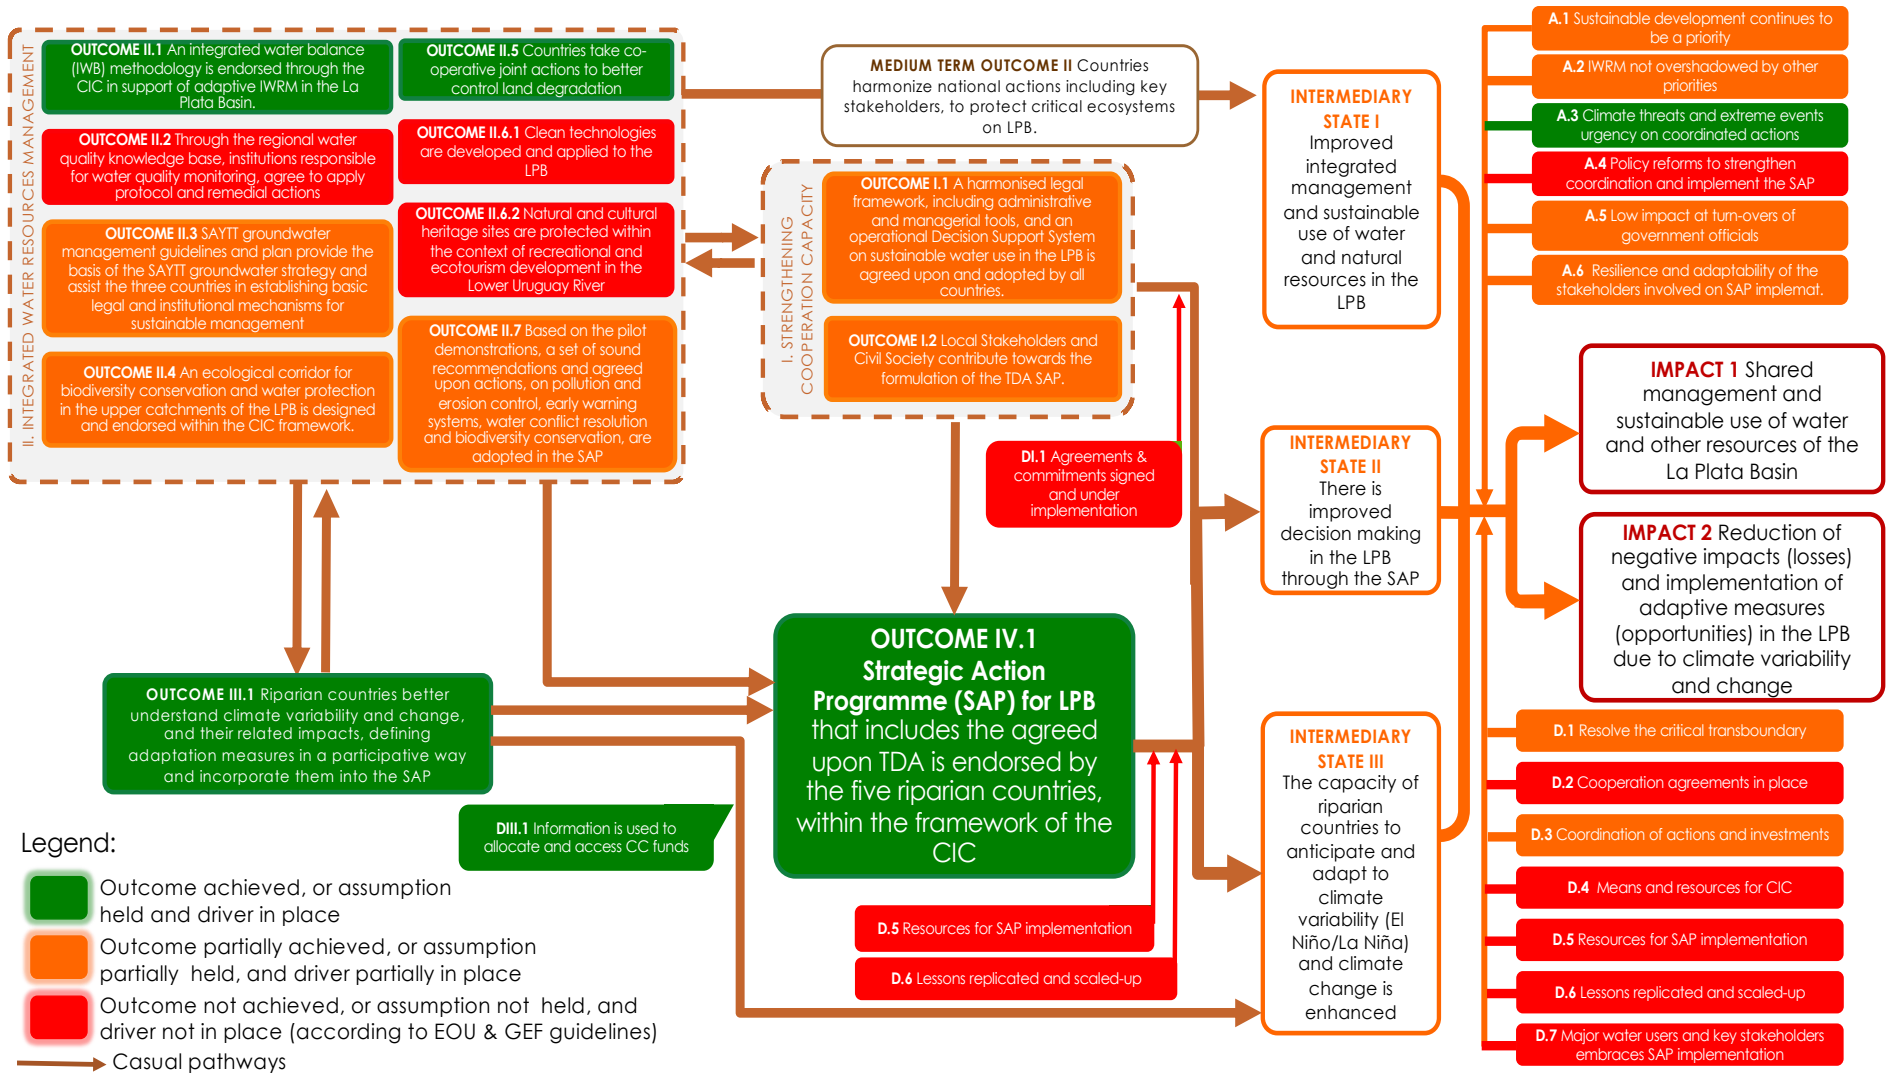 II. INTEGRATED WATER RESOURCES MANAGEMENT
OUTCOME II.1 An integrated water balance
(IWB) methodology is endorsed through the
CIC in support of adaptive IWRM in the La
Plata Basin.
OUTCOME II.2 Through the regional water
quality knowledge base, institutions responsible
for water quality monitoring, agree to apply
protocol and remedial actions
OUTCOME II.3 SAYTT groundwater
management guidelines and plan provide the
basis of the SAYTT groundwater strategy and
assist the three countries in establishing basic
legal and institutional mechanisms for
sustainable management
OUTCOME II.4 An ecological corridor for
biodiversity conservation and water protection
in the upper catchments of the LPB is designed
and endorsed within the CIC framework.
OUTCOME II.5 Countries take co-
operative joint actions to better
control land degradation
OUTCOME II.6.1 Clean technologies
are developed and applied to the
LPB
OUTCOME II.6.2 Natural and cultural
heritage sites are protected within
the context of recreational and
ecotourism development in the
Lower Uruguay River
OUTCOME II.7 Based on the pilot
demonstrations, a set of sound
recommendations and agreed
upon actions, on pollution and
erosion control, early warning
systems, water conflict resolution
and biodiversity conservation, are
adopted in the SAP
MEDIUM TERM OUTCOME II Countries
harmonize national actions including key
stakeholders, to protect critical ecosystems
on LPB.
I. STRENGTHENING
COOPERATION CAPACITY
OUTCOME I.1 A harmonised legal
framework, including administrative
and managerial tools, and an
operational Decision Support System
on sustainable water use in the LPB is
agreed upon and adopted by all
countries.
OUTCOME I.2 Local Stakeholders and
Civil Society contribute towards the
formulation of the TDA SAP.
DI.1 Agreements &
commitments signed
and under
implementation
OUTCOME III.1 Riparian countries better
understand climate variability and change,
and their related impacts, defining
adaptation measures in a participative way
and incorporate them into the SAP
DIII.1 Information is used to
allocate and access CC funds
OUTCOME IV.1
Strategic Action
Programme (SAP) for LPB
that includes the agreed
upon TDA is endorsed by
the five riparian countries,
within the framework of the
CIC
D.5 Resources for SAP implementation
D.6 Lessons replicated and scaled-up
INTERMEDIARY
STATE I
Improved
integrated
management
and sustainable
use of water
and natural
resources in the
LPB
INTERMEDIARY
STATE II
There is
improved
decision making
in the LPB
through the SAP
INTERMEDIARY
STATE III
The capacity of
riparian
countries to
anticipate and
adapt to
climate
variability (El
Niño/La Niña)
and climate
change is
enhanced
A.1 Sustainable development continues to
be a priority
A.2 IWRM not overshadowed by other
priorities
A.3 Climate threats and extreme events
urgency on coordinated actions
A.4 Policy reforms to strengthen
coordination and implement the SAP
A.5 Low impact at turn-overs of
government officials
A.6 Resilience and adaptability of the
stakeholders involved on SAP implemat.
IMPACT 1 Shared
management and
sustainable use of water
and other resources of the
La Plata Basin
IMPACT 2 Reduction of
negative impacts (losses)
and implementation of
adaptive measures
(opportunities) in the LPB
due to climate variability
and change
D.1 Resolve the critical transboundary
D.2 Cooperation agreements in place
D.3 Coordination of actions and investments
D.4 Means and resources for CIC
D.5 Resources for SAP implementation
D.6 Lessons replicated and scaled-up
D.7 Major water users and key stakeholders
embraces SAP implementation
Legend:
Outcome achieved, or assumption
held and driver in place
Outcome partially achieved, or assumption
partially held, and driver partially in place
Outcome not achieved, or assumption not held, and
driver not in place (according to EOU & GEF guidelines)
Casual pathways